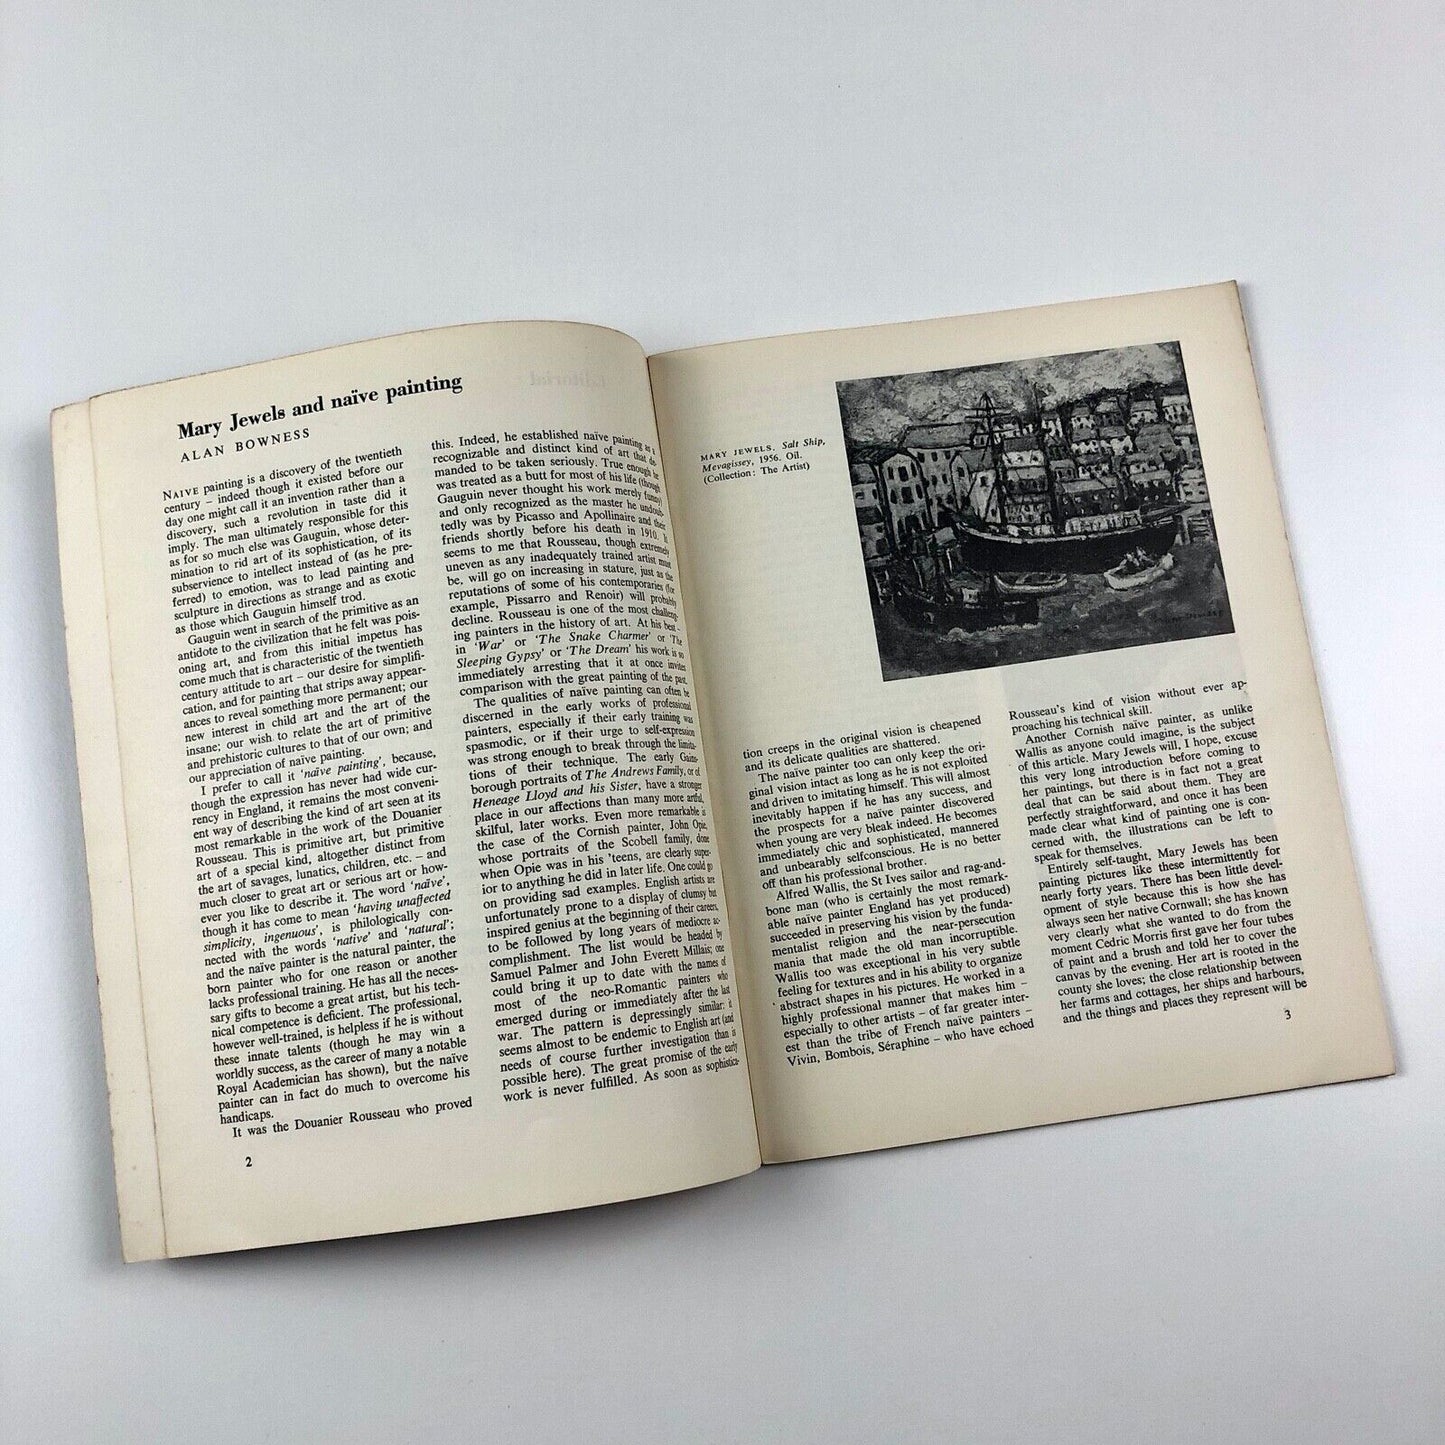 Mary Jewels and naïve painting
ALAN BOWNESS
NAIVE painting is a discovery of the twentieth
century – indeed though it existed before our
day one might call it an invention rather than a
discovery, such a revolution in taste did it
imply. The man ultimately responsible for this
as for so much else was Gauguin, whose deter-
mination to rid art of its sophistication, of its
subservience to intellect instead of (as he pre-
ferred) to emotion, was to lead painting and
sculpture in directions as strange and as exotic
as those which Gauguin himself trod.
Gauguin went in search of the primitive as an
antidote to the civilization that he felt was pois-
oning art, and from this initial impetus has
come much that is characteristic of the twentieth
century attitude to art – our desire for simplifi-
cation, and for painting that strips away appear-
ances to reveal something more permanent; our
new interest in child art and the art of the
insane; our wish to relate the art of primitive
and prehistoric cultures to that of our own; and
our appreciation of naïve painting.
I prefer to call it 'naïve painting', because,
though the expression has never had wide cur-
rency in England, it remains the most conveni-
ent way of describing the kind of art seen at its
most remarkable in the work of the Douanier
Rousseau. This is primitive art, but primitive
art of a special kind, altogether distinct from
the art of savages, lunatics, children, etc. – and
much closer to great art or serious art or how-
ever you like to describe it. The word 'naïve',
though it has come to mean 'having unaffected
simplicity, ingenuous', is philologically con-
nected with the words 'native' and 'natural';
and the naïve painter is the natural painter, the
born painter who for one reason or another
lacks professional training. He has all the neces-
sary gifts to become a great artist, but his tech-
nical competence is deficient. The professional,
however well-trained, is helpless if he is without
these innate talents (though he may win a
worldly success, as the career of many a notable
Royal Academician has shown), but the naïve
painter can in fact do much to overcome his
handicaps.
It was the Douanier Rousseau who proved
2
this. Indeed, he established naïve painting as a
recognizable and distinct kind of art that de-
manded to be taken seriously. True enough he
was treated as a butt for most of his life (though
Gauguin never thought his work merely funny)
and only recognized as the master he undoub-
tedly was by Picasso and Apollinaire and their
friends shortly before his death in 1910. It
seems to me that Rousseau, though extremely
uneven as any inadequately trained artist must
be, will go on increasing in stature, just as the
reputations of some of his contemporaries (for
example, Pissarro and Renoir) will probably
decline. Rousseau is one of the most challeng-
ing painters in the history of art. At his best –
in 'War' or 'The Snake Charmer' or 'The
Sleeping Gypsy' or 'The Dream' his work is so
immediately arresting that it at once invites
comparison with the great painting of the past.
The qualities of naïve painting can often be
discerned in the early works of professional
painters, especially if their early training was
spasmodic, or if their urge to self-expression
was strong enough to break through the limita-
tions of their technique. The early Gains-
borough portraits of The Andrews Family, or of
Heneage Lloyd and his Sister, have a stronger
place in our affections than many more artful,
skilful, later works. Even more remarkable is
the case of the Cornish painter, John Opie,
whose portraits of the Scobell family, done
when Opie was in his 'teens, are clearly super-
ior to anything he did in later life. One could go
on providing sad examples. English artists are
unfortunately prone to a display of clumsy but
inspired genius at the beginning of their careers,
to be followed by long years of mediocre ac-
complishment. The list would be headed by
Samuel Palmer and John Everett Millais; one
could bring it up to date with the names of
most of the neo-Romantic painters who
emerged during or immediately after the last
war. The pattern is depressingly similar: it
seems almost to be endemic to English art (and
needs of course further investigation than is
possible here). The great promise of the early
work is never fulfilled. As soon as sophistica-
MARY JEWELS. Salt Ship,
Mevagissey, 1956. Oil.
(Collection: The Artist)
tion creeps in the original vision is cheapened
and its delicate qualities are shattered.
The naïve painter too can only keep the ori-
ginal vision intact as long as he is not exploited
and driven to imitating himself. This will almost
inevitably happen if he has any success, and
the prospects for a naïve painter discovered
when young are very bleak indeed. He becomes
immediately chic and sophisticated, mannered
and unbearably selfconscious. He is no better
off than his professional brother.
Alfred Wallis, the St Ives sailor and rag-and-
bone man (who is certainly the most remark-
able naïve painter England has yet produced)
succeeded in preserving his vision by the funda-
mentalist religion and the near-persecution
mania that made the old man incorruptible.
Wallis too was exceptional in his very subtle
feeling for textures and in his ability to organize
abstract shapes in his pictures. He worked in a
highly professional manner that makes him –
especially to other artists – of far greater inter-
est than the tribe of French naïve painters –
Vivin, Bombois, Séraphine – who have echoed
Rousseau's kind of vision without ever ap-
proaching his technical skill.
Another Cornish naïve painter, as unlike
Wallis as anyone could imagine, is the subject
of this article. Mary Jewels will, I hope, excuse
this very long introduction before coming to
her paintings, but there is in fact not a great
deal that can be said about them. They are
perfectly straightforward, and once it has been
made clear what kind of painting one is con-
cerned with, the illustrations can be left to
speak for themselves.
Entirely self-taught, Mary Jewels has been
painting pictures like these intermittently for
nearly forty years. There has been little devel-
opment of style because this is how she has
always seen her native Cornwall; she has known
very clearly what she wanted to do from the
moment Cedric Morris first gave her four tubes
of paint and a brush and told her to cover the
canvas by the evening. Her art is rooted in the
county she loves; the close relationship between
her farms and cottages, her ships and harbours,
and the things and places they represent will be
3